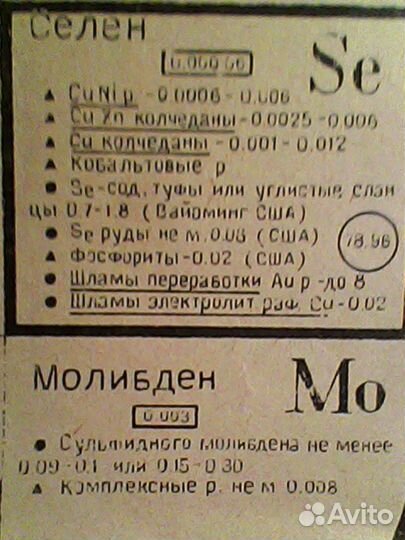 Селен
Se
0.00006
▲ CuNi р - 0.0006 - 0.006
▲ Cu Zn колчеданы - 0.0025 - 0.006
▲ Cu колчеданы - 0.001 - 0.012
▲ Кобальтовые р
● Se-сод. туфы или углистые слан
цы 0.7-1.8 (Вайоминг США)
● Se руды не м. 0.08 (США)
78.96
▲ Фосфориты - 0.02 (США)
● Шламы переработки Au р - до 8
● Шламы электролит раф. Cu - 0.02
Молибден
Mo
0.003
● Сульфидного молибдена не менее
0.09 - 0.1 или 0.15 - 0.30
▲ Комплексные р. не м 0.008
Avito